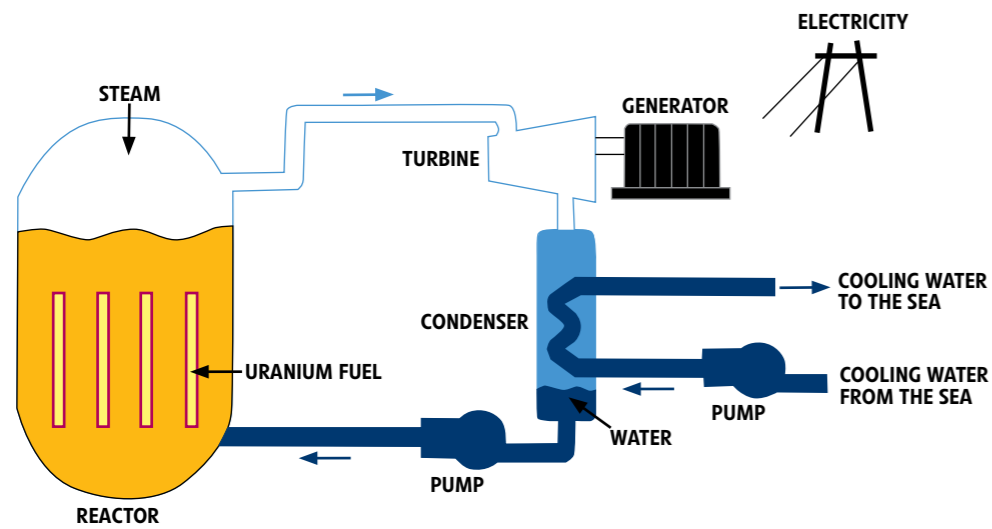 ELECTRICITY
STEAM
GENERATOR
TURBINE
COOLING WATER
TO THE SEA
CONDENSER
URANIUM FUEL
COOLING WATER
FROM THE SEA
PUMP
WATER
PUMP
REACTOR